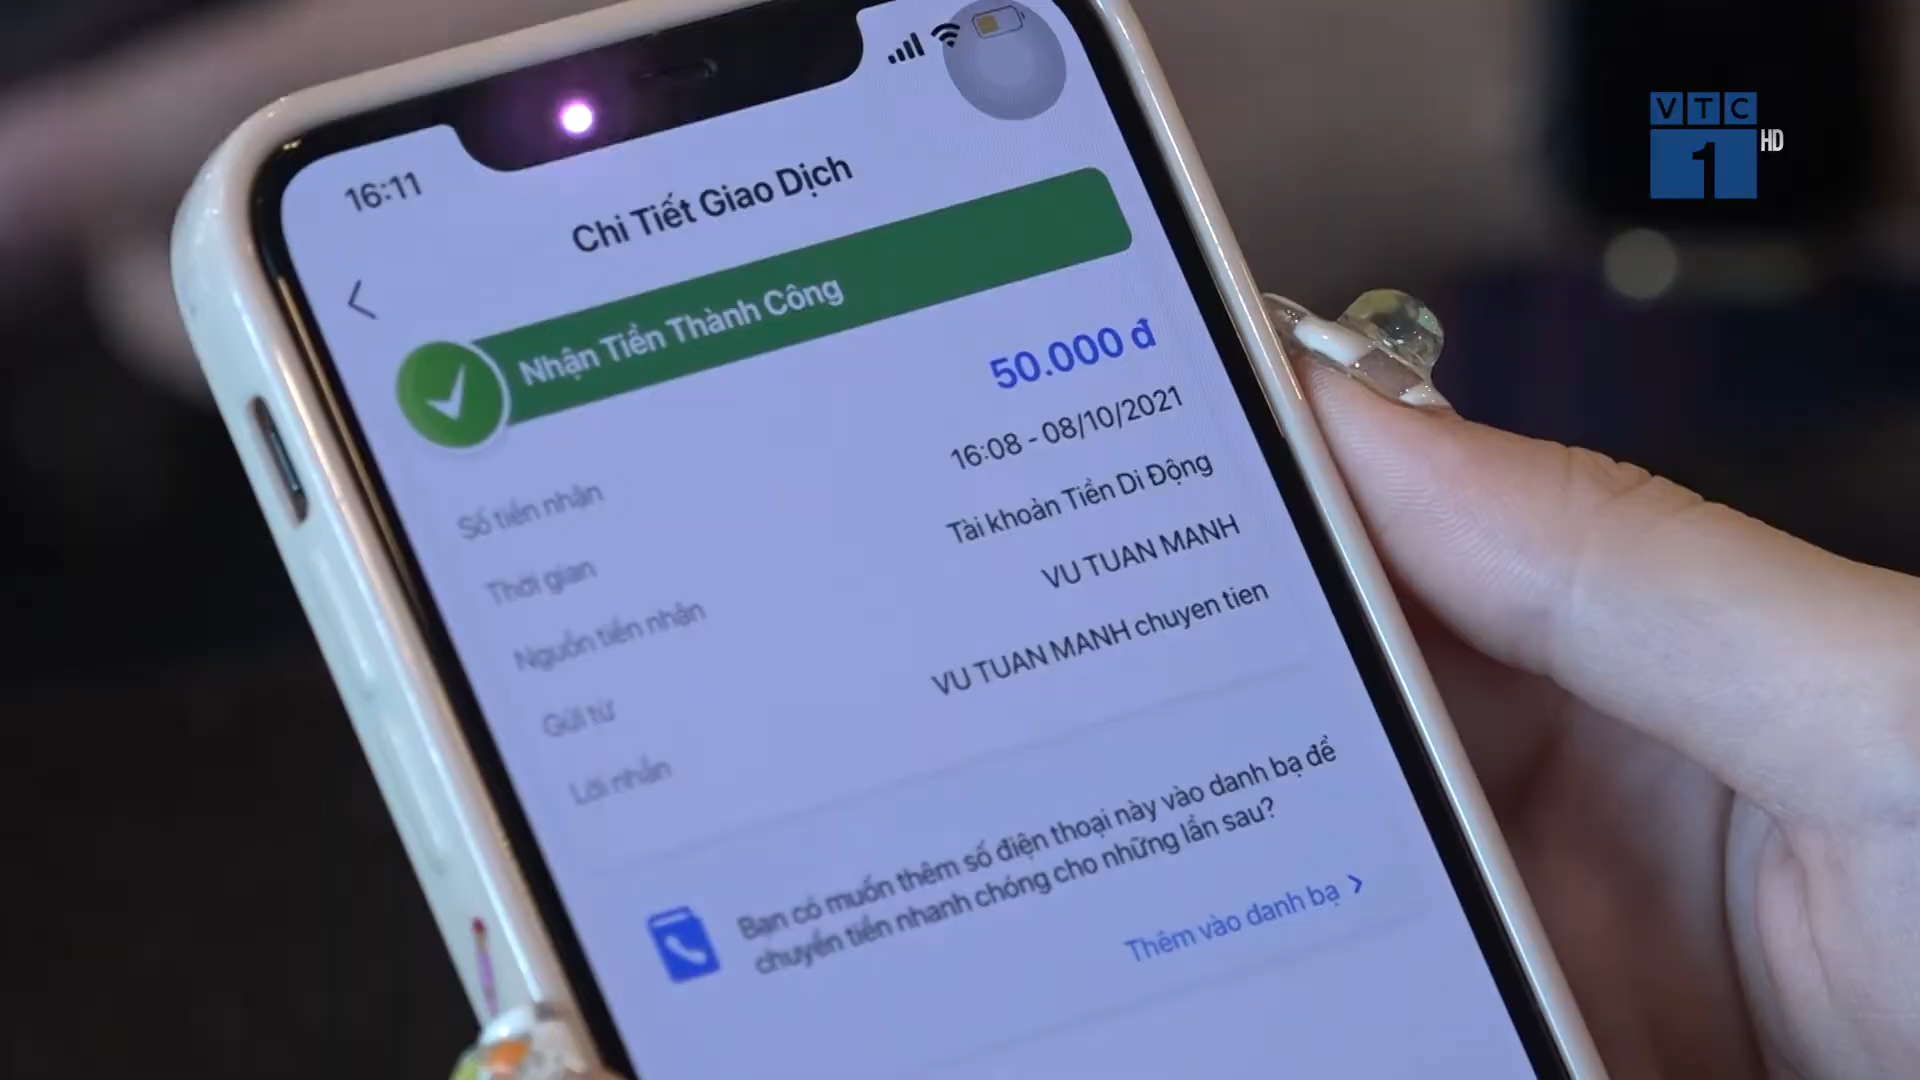 VTC
1 HD
16:11
Chi Tiết Giao Dịch
Nhận Tiền Thành Công
Số tiền nhận 50.000 đ
Thời gian 16:08 - 08/10/2021
Nguồn tiền nhận Tài khoản Tiền Di Động
Gửi từ VU TUAN MANH
Lời nhắn VU TUAN MANH chuyen tien
Bạn có muốn thêm số điện thoại này vào danh bạ để
chuyển tiền nhanh chóng cho những lần sau?
Thêm vào danh bạ >